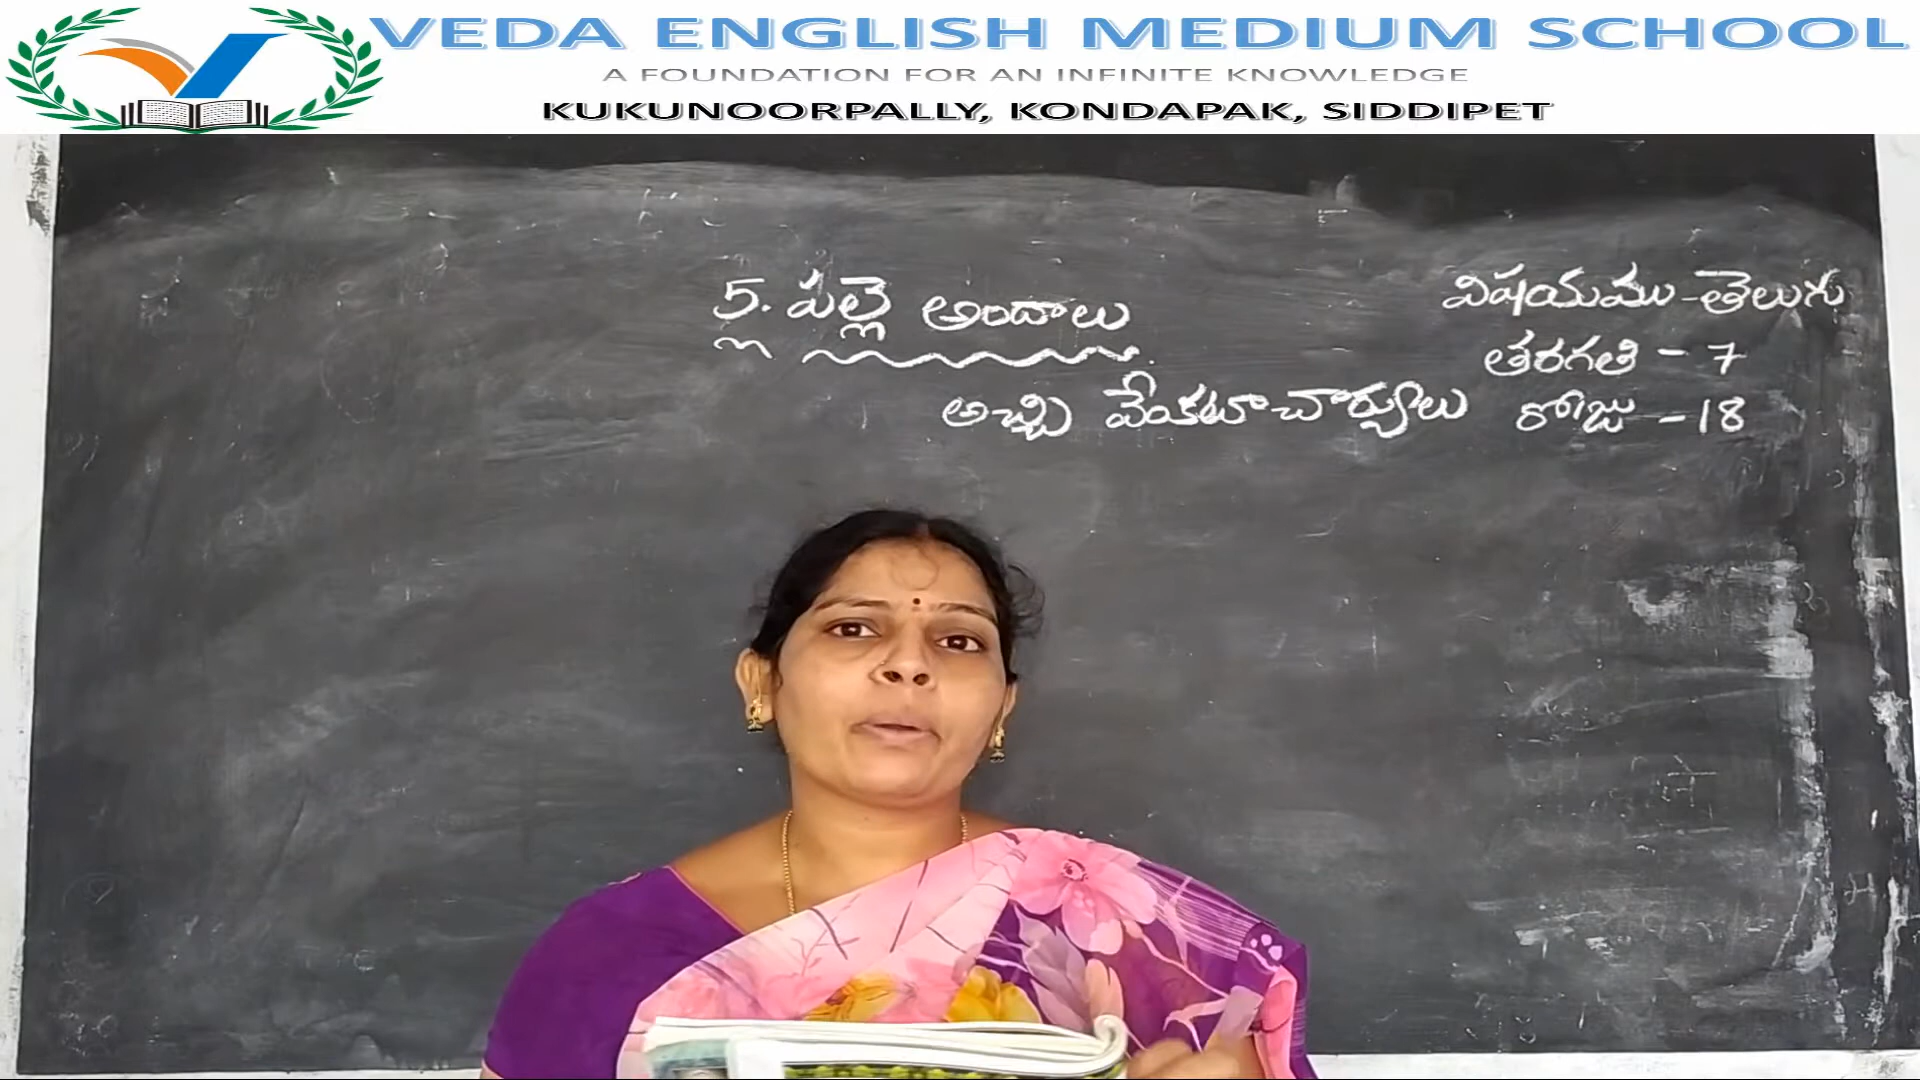 VEDA ENGLISH MEDIUM SCHOOL
A FOUNDATION FOR AN INFINITE KNOWLEDGE
KUKUNOORPALLY, KONDAPAK, SIDDIPET
5. పల్లె అందాలు
అచ్చి వేంకటాచార్యులు
విషయము - తెలుగు
తరగతి - 7
రోజు - 18